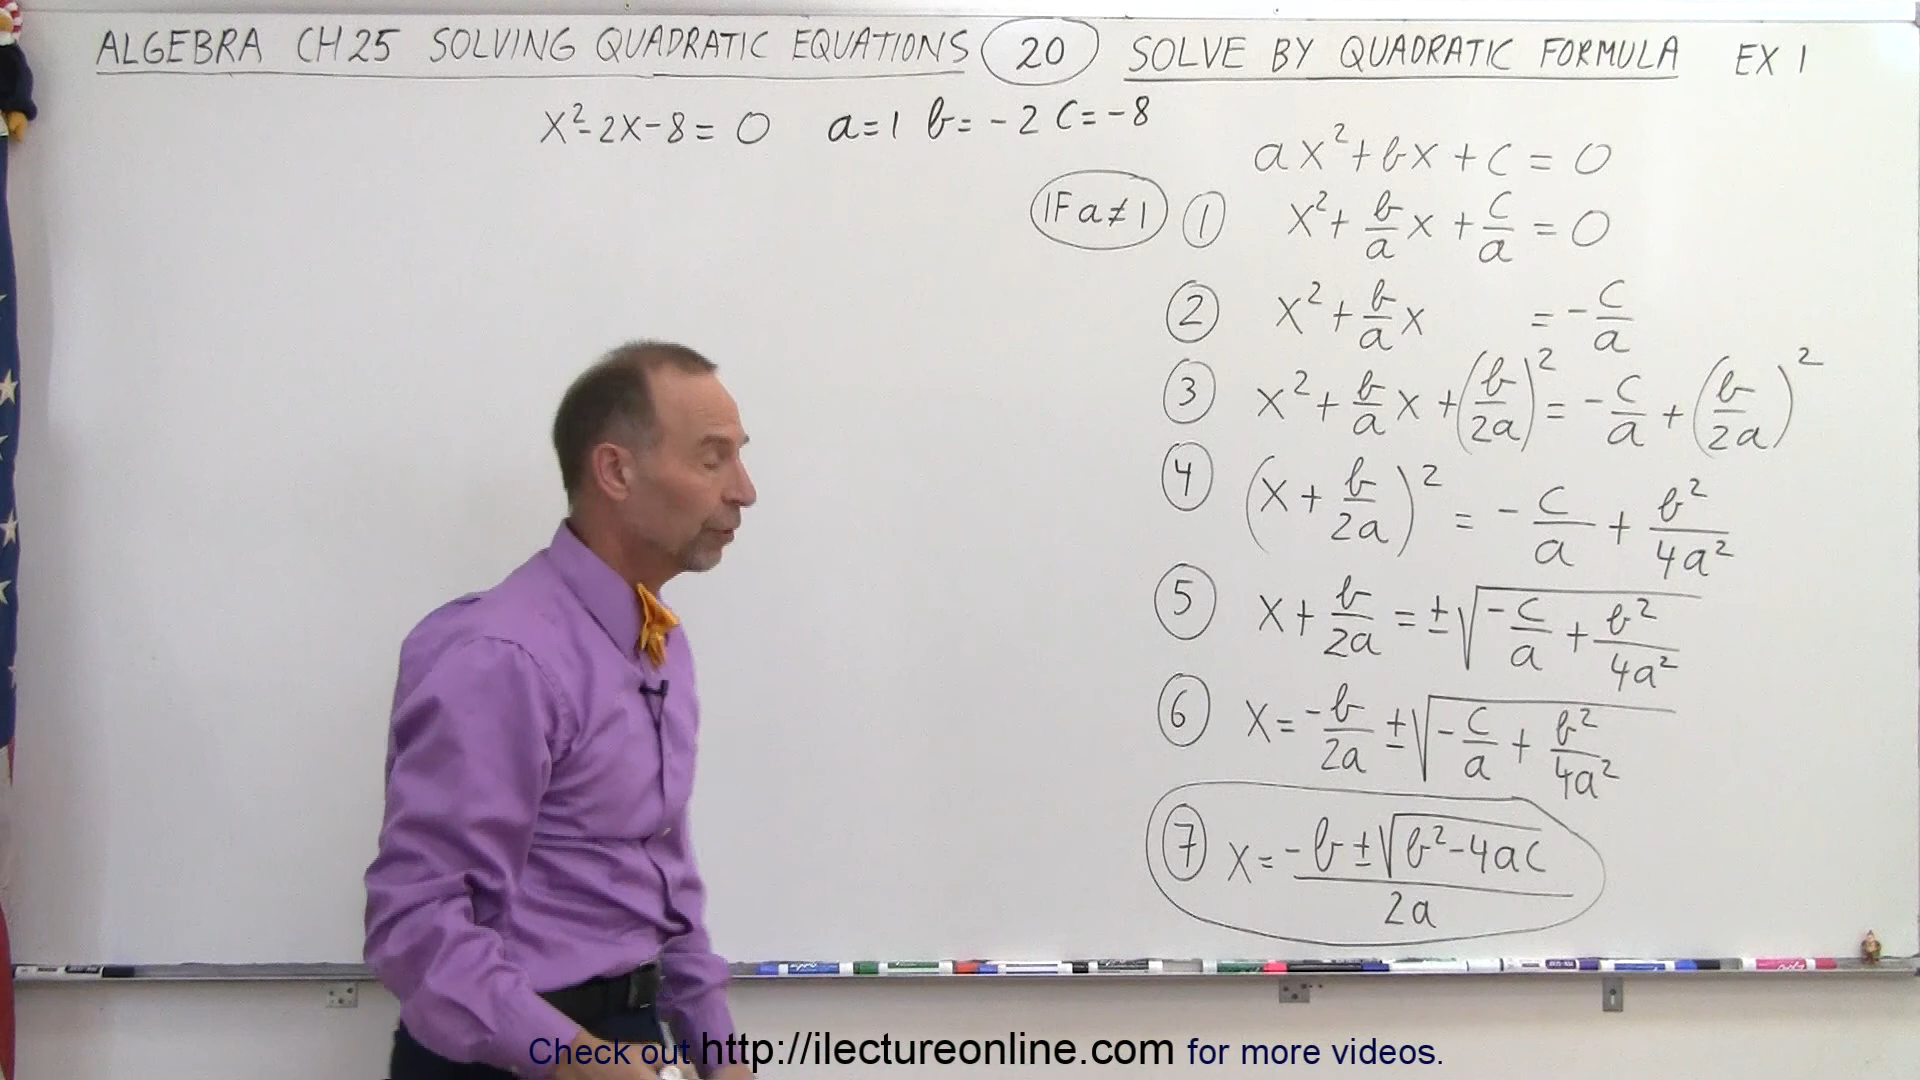 ALGEBRA CH 25 SOLVING QUADRATIC EQUATIONS 20 SOLVE BY QUADRATIC FORMULA EX 1
x²-2x-8=0 a=1 b=-2 c=-8
ax²+bx+c=0
IF a≠1 ① x²+b/a x+c/a=0
② x²+b/a x =-c/a
③ x²+b/a x+(b/2a)²=-c/a+(b/2a)²
④ (x+b/2a)²=-c/a+b²/4a²
⑤ x+b/2a=±√(-c/a+b²/4a²)
⑥ x=-b/2a±√(-c/a+b²/4a²)
⑦ x=(-b±√(b²-4ac))/2a
Check out http://ilectureonline.com for more videos.